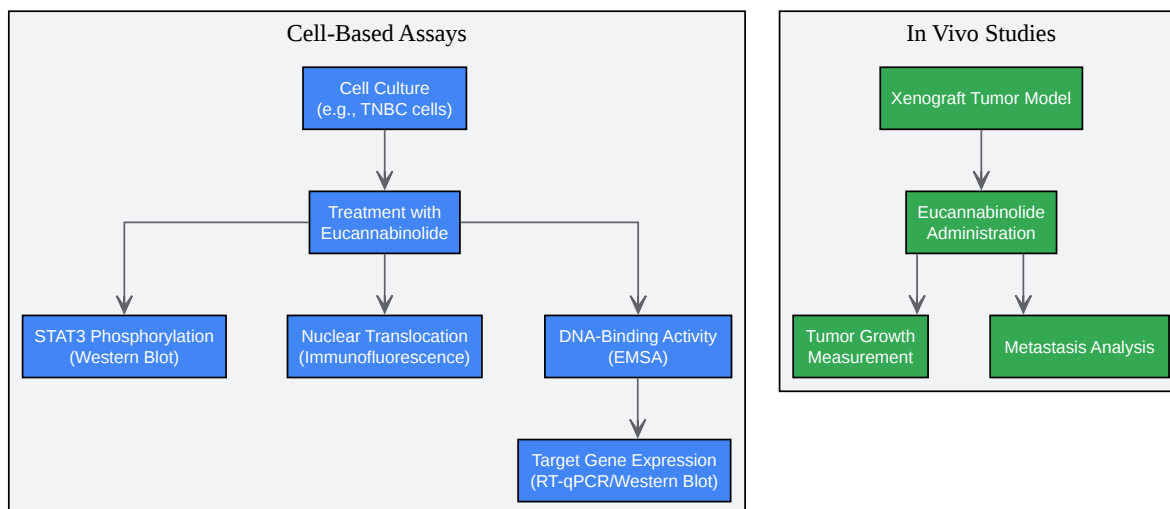 Cell-Based Assays
Cell Culture
(e.g., TNBC cells)
Treatment with
Eucannabinolide
STAT3 Phosphorylation
(Western Blot)
Nuclear Translocation
(Immunofluorescence)
DNA-Binding Activity
(EMSA)
Target Gene Expression
(RT-qPCR/Western Blot)
In Vivo Studies
Xenograft Tumor Model
Eucannabinolide
Administration
Tumor Growth
Measurement
Metastasis Analysis